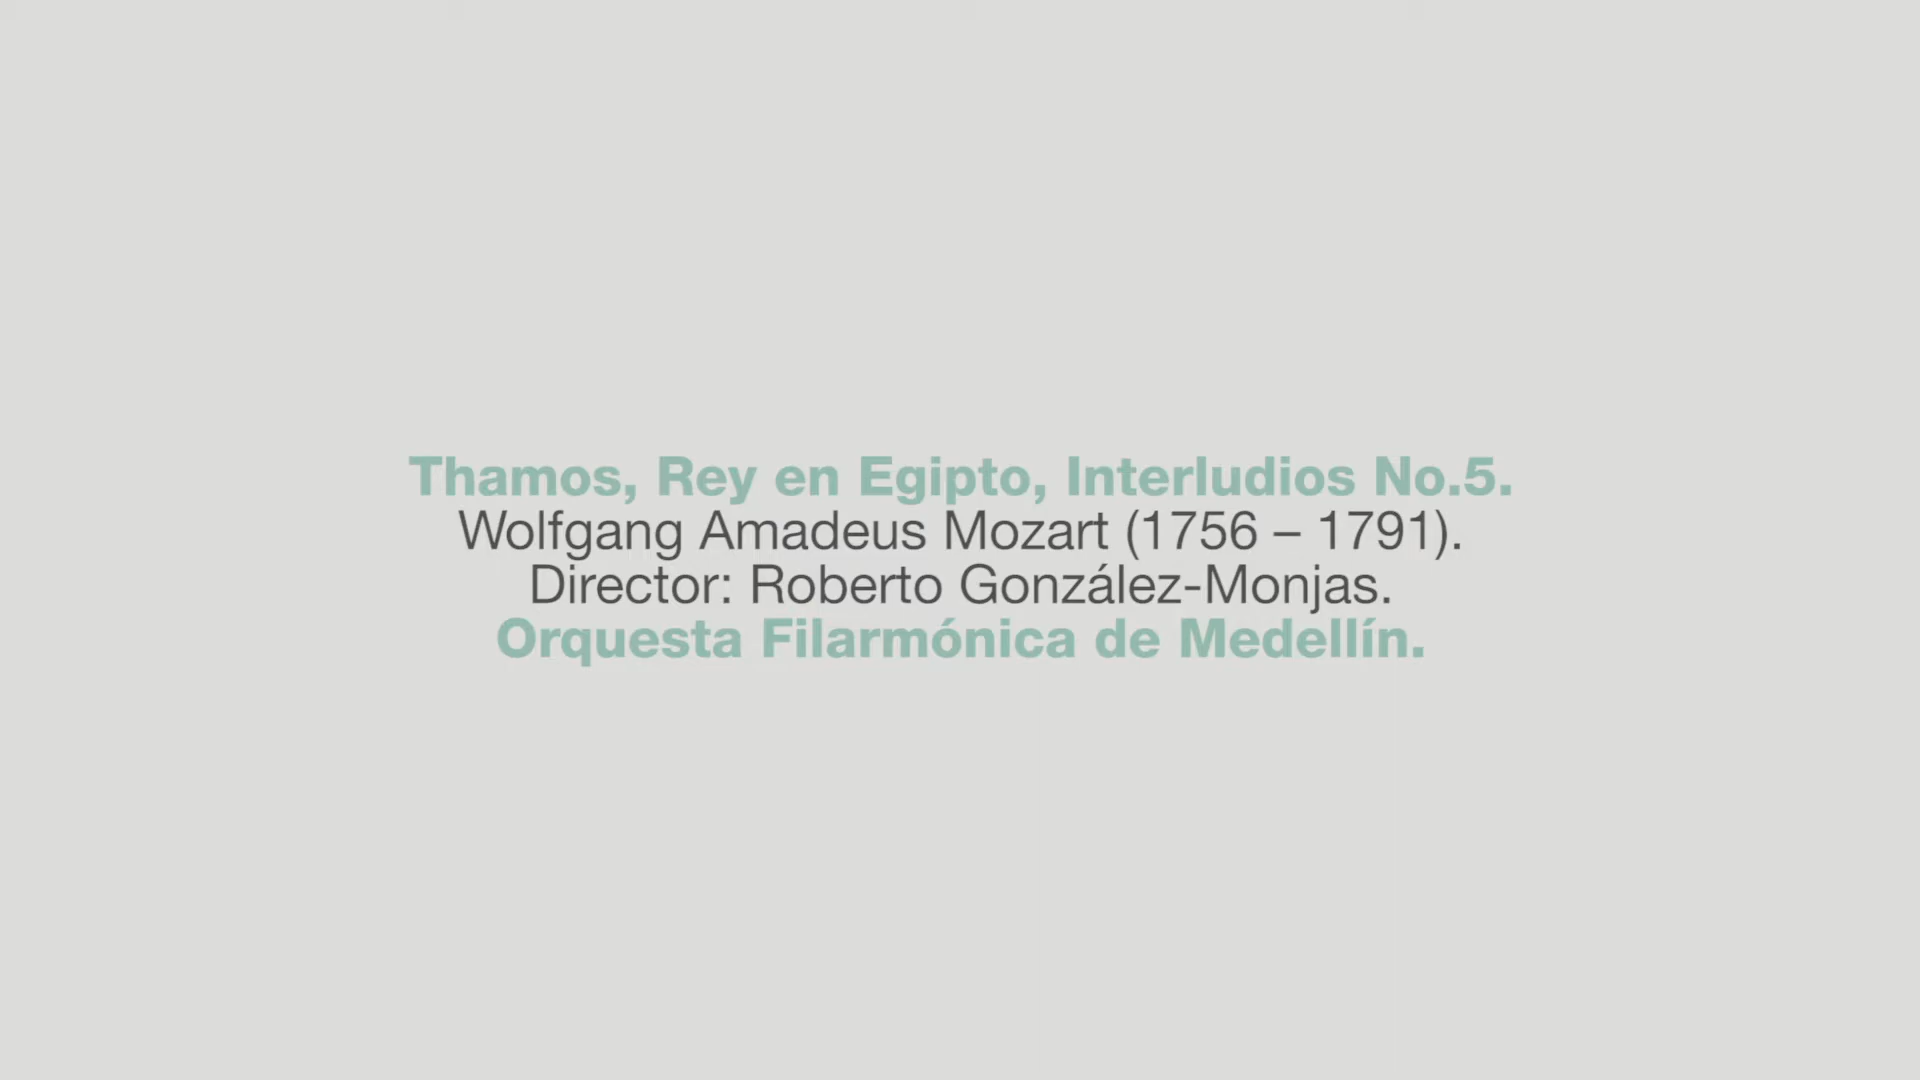 Thamos, Rey en Egipto, Interludios No.5.
Wolfgang Amadeus Mozart (1756 – 1791).
Director: Roberto González-Monjas.
Orquesta Filarmónica de Medellín.